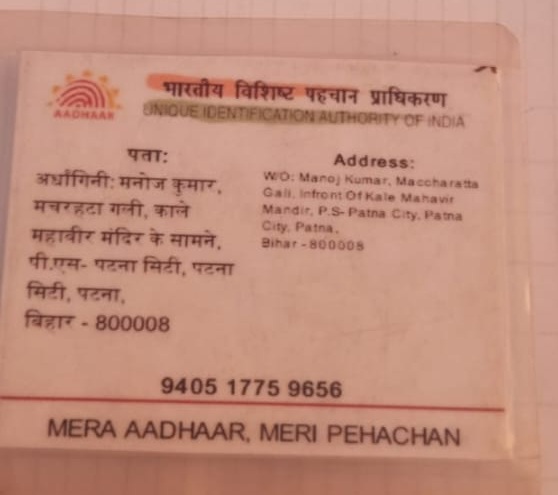 भारतीय विशिष्ट पहचान प्राधिकरण
AADHAAR
UNIQUE IDENTIFICATION AUTHORITY OF INDIA
पता:
अर्धांगिनी: मनोज कुमार,
मचरहटा गली, काले
महावीर मंदिर के सामने,
पी.एस- पटना सिटी, पटना
सिटी, पटना,
बिहार - 800008
Address:
W/O: Manoj Kumar, Maccharatta
Gali, Infront Of Kale Mahavir
Mandir, P.S- Patna City, Patna
City, Patna,
Bihar - 800008
9405 1775 9656
MERA AADHAAR, MERI PEHACHAN